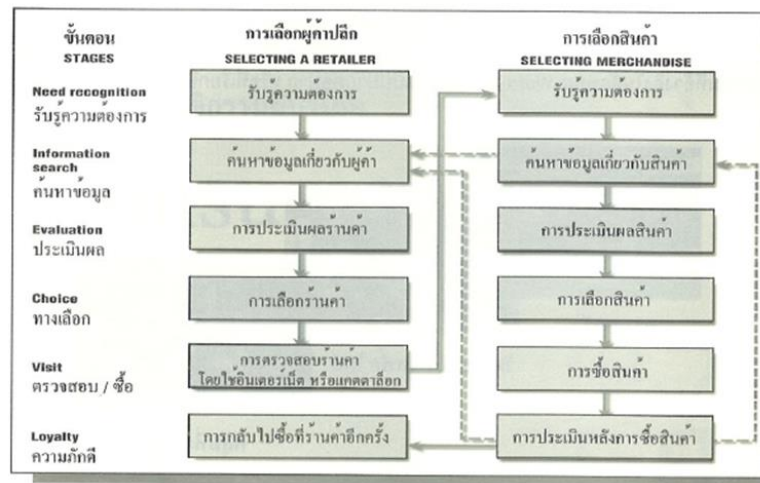 ขั้นตอน
STAGES
การเลือกผู้ค้าปลีก
SELECTING A RETAILER
การเลือกสินค้า
SELECTING MERCHANDISE
Need recognition
รับรู้ความต้องการ
รับรู้ความต้องการ
รับรู้ความต้องการ
Information
search
ค้นหาข้อมูล
ค้นหาข้อมูลเกี่ยวกับผู้ค้า
ค้นหาข้อมูลเกี่ยวกับสินค้า
Evaluation
ประเมินผล
การประเมินผลร้านค้า
การประเมินผลสินค้า
Choice
ทางเลือก
การเลือกร้านค้า
การเลือกสินค้า
Visit
ตรวจสอบ / ซื้อ
การตรวจสอบร้านค้า
โดยใช้อินเตอร์เน็ต หรือแคตตาล็อก
การซื้อสินค้า
Loyalty
ความภักดี
การกลับไปซื้อที่ร้านค้าอีกครั้ง
การประเมินหลังการซื้อสินค้า